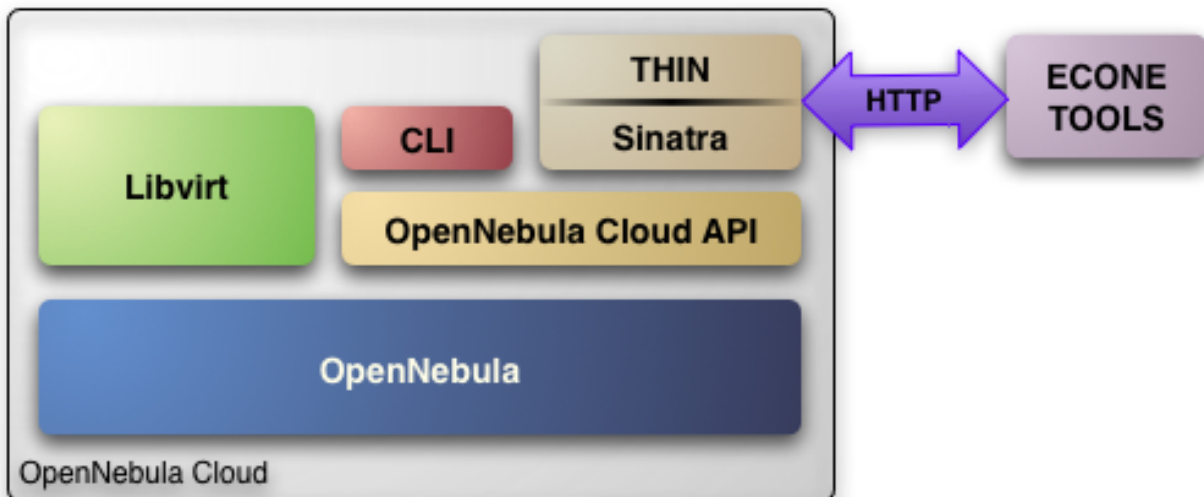 THIN
Sinatra
HTTP
ECONE
TOOLS
Libvirt
CLI
OpenNebula Cloud API
OpenNebula
OpenNebula Cloud